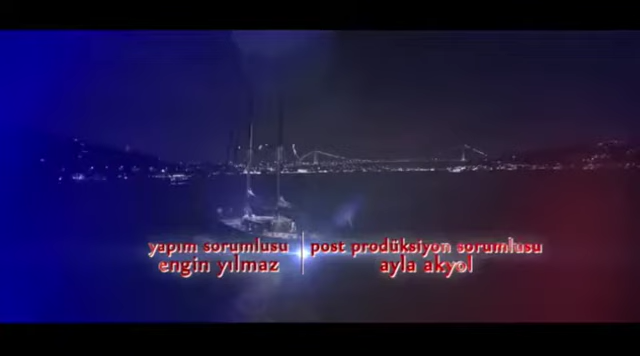 yapım sorumlusu
engin yılmaz
post prodüksiyon sorumlusu
ayla akyol